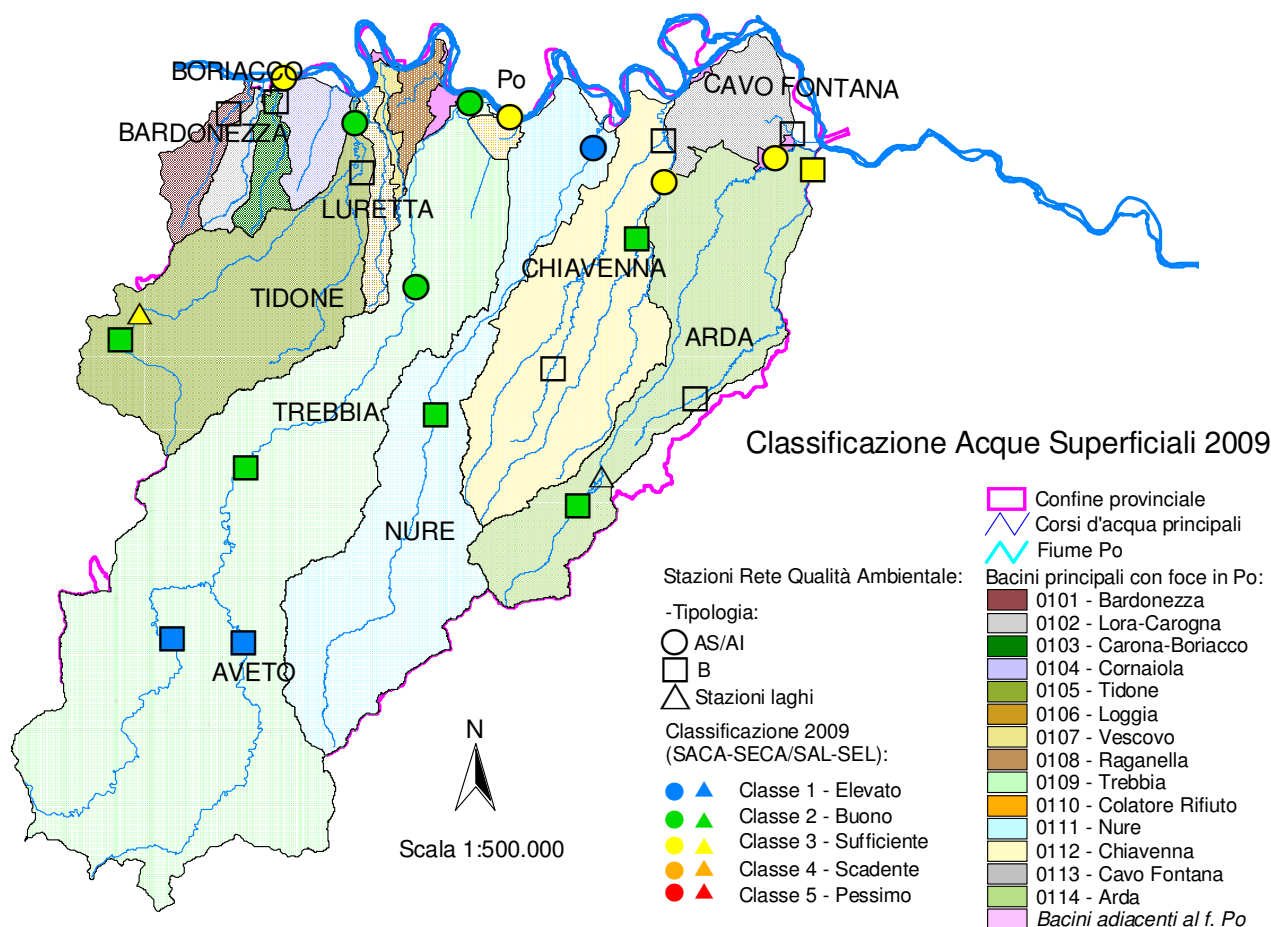 BORIACCO
Po
CAVO FONTANA
BARDONEZZA
LURETTA
CHIAVENNA
TIDONE
ARDA
TREBBIA
NURE
AVETO
Classificazione Acque Superficiali 2009
Confine provinciale
Corsi d'acqua principali
Fiume Po
Bacini principali con foce in Po:
0101 - Bardonezza
0102 - Lora-Carogna
0103 - Carona-Boriacco
0104 - Cornaiola
0105 - Tidone
0106 - Loggia
0107 - Vescovo
0108 - Raganella
0109 - Trebbia
0110 - Colatore Rifiuto
0111 - Nure
0112 - Chiavenna
0113 - Cavo Fontana
0114 - Arda
Bacini adiacenti al f. Po
Stazioni Rete Qualità Ambientale:
-Tipologia:
AS/AI
B
Stazioni laghi
Classificazione 2009
(SACA-SECA/SAL-SEL):
Classe 1 - Elevato
Classe 2 - Buono
Classe 3 - Sufficiente
Classe 4 - Scadente
Classe 5 - Pessimo
N
Scala 1:500.000